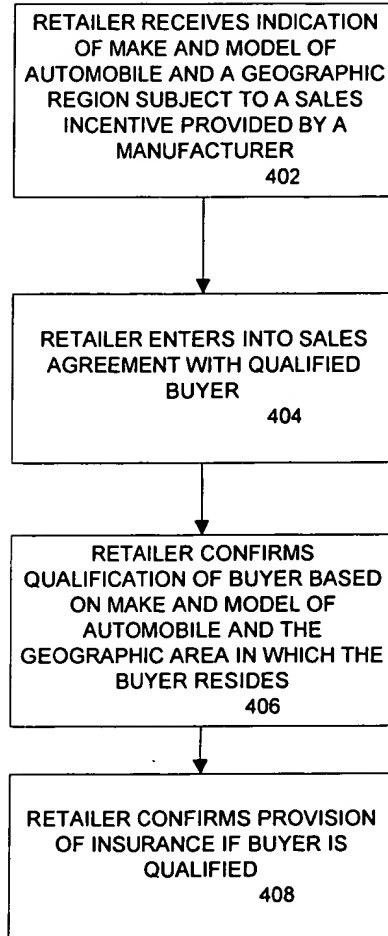 RETAILER RECEIVES INDICATION
OF MAKE AND MODEL OF
AUTOMOBILE AND A GEOGRAPHIC
REGION SUBJECT TO A SALES
INCENTIVE PROVIDED BY A
MANUFACTURER
402
RETAILER ENTERS INTO SALES
AGREEMENT WITH QUALIFIED
BUYER
404
RETAILER CONFIRMS
QUALIFICATION OF BUYER BASED
ON MAKE AND MODEL OF
AUTOMOBILE AND THE
GEOGRAPHIC AREA IN WHICH THE
BUYER RESIDES
406
RETAILER CONFIRMS PROVISION
OF INSURANCE IF BUYER IS
QUALIFIED
408